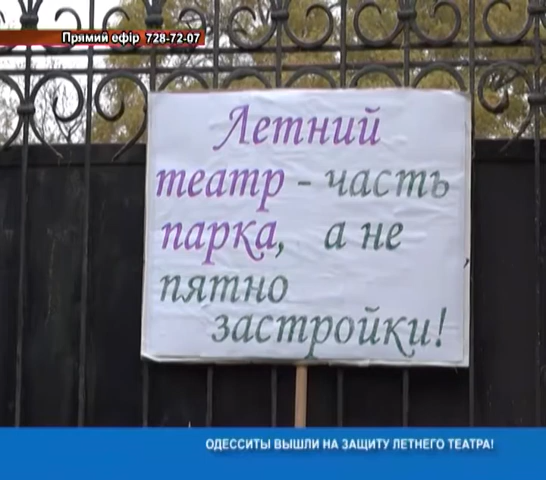 Прямий ефір 728-72-07
Летний
театр - часть
парка, а не
пятно
застройки!
ОДЕССИТЫ ВЫШЛИ НА ЗАЩИТУ ЛЕТНЕГО ТЕАТРА!